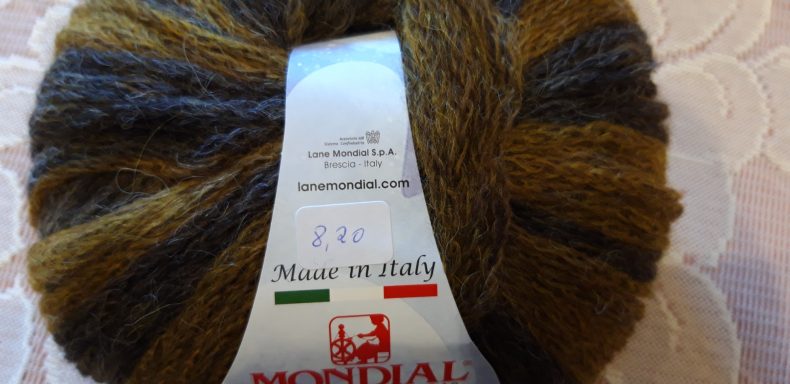 Lane Mondial S.p.A.
Brescia - Italy
lanemondial.com
8,20
Made in Italy
MONDIAL